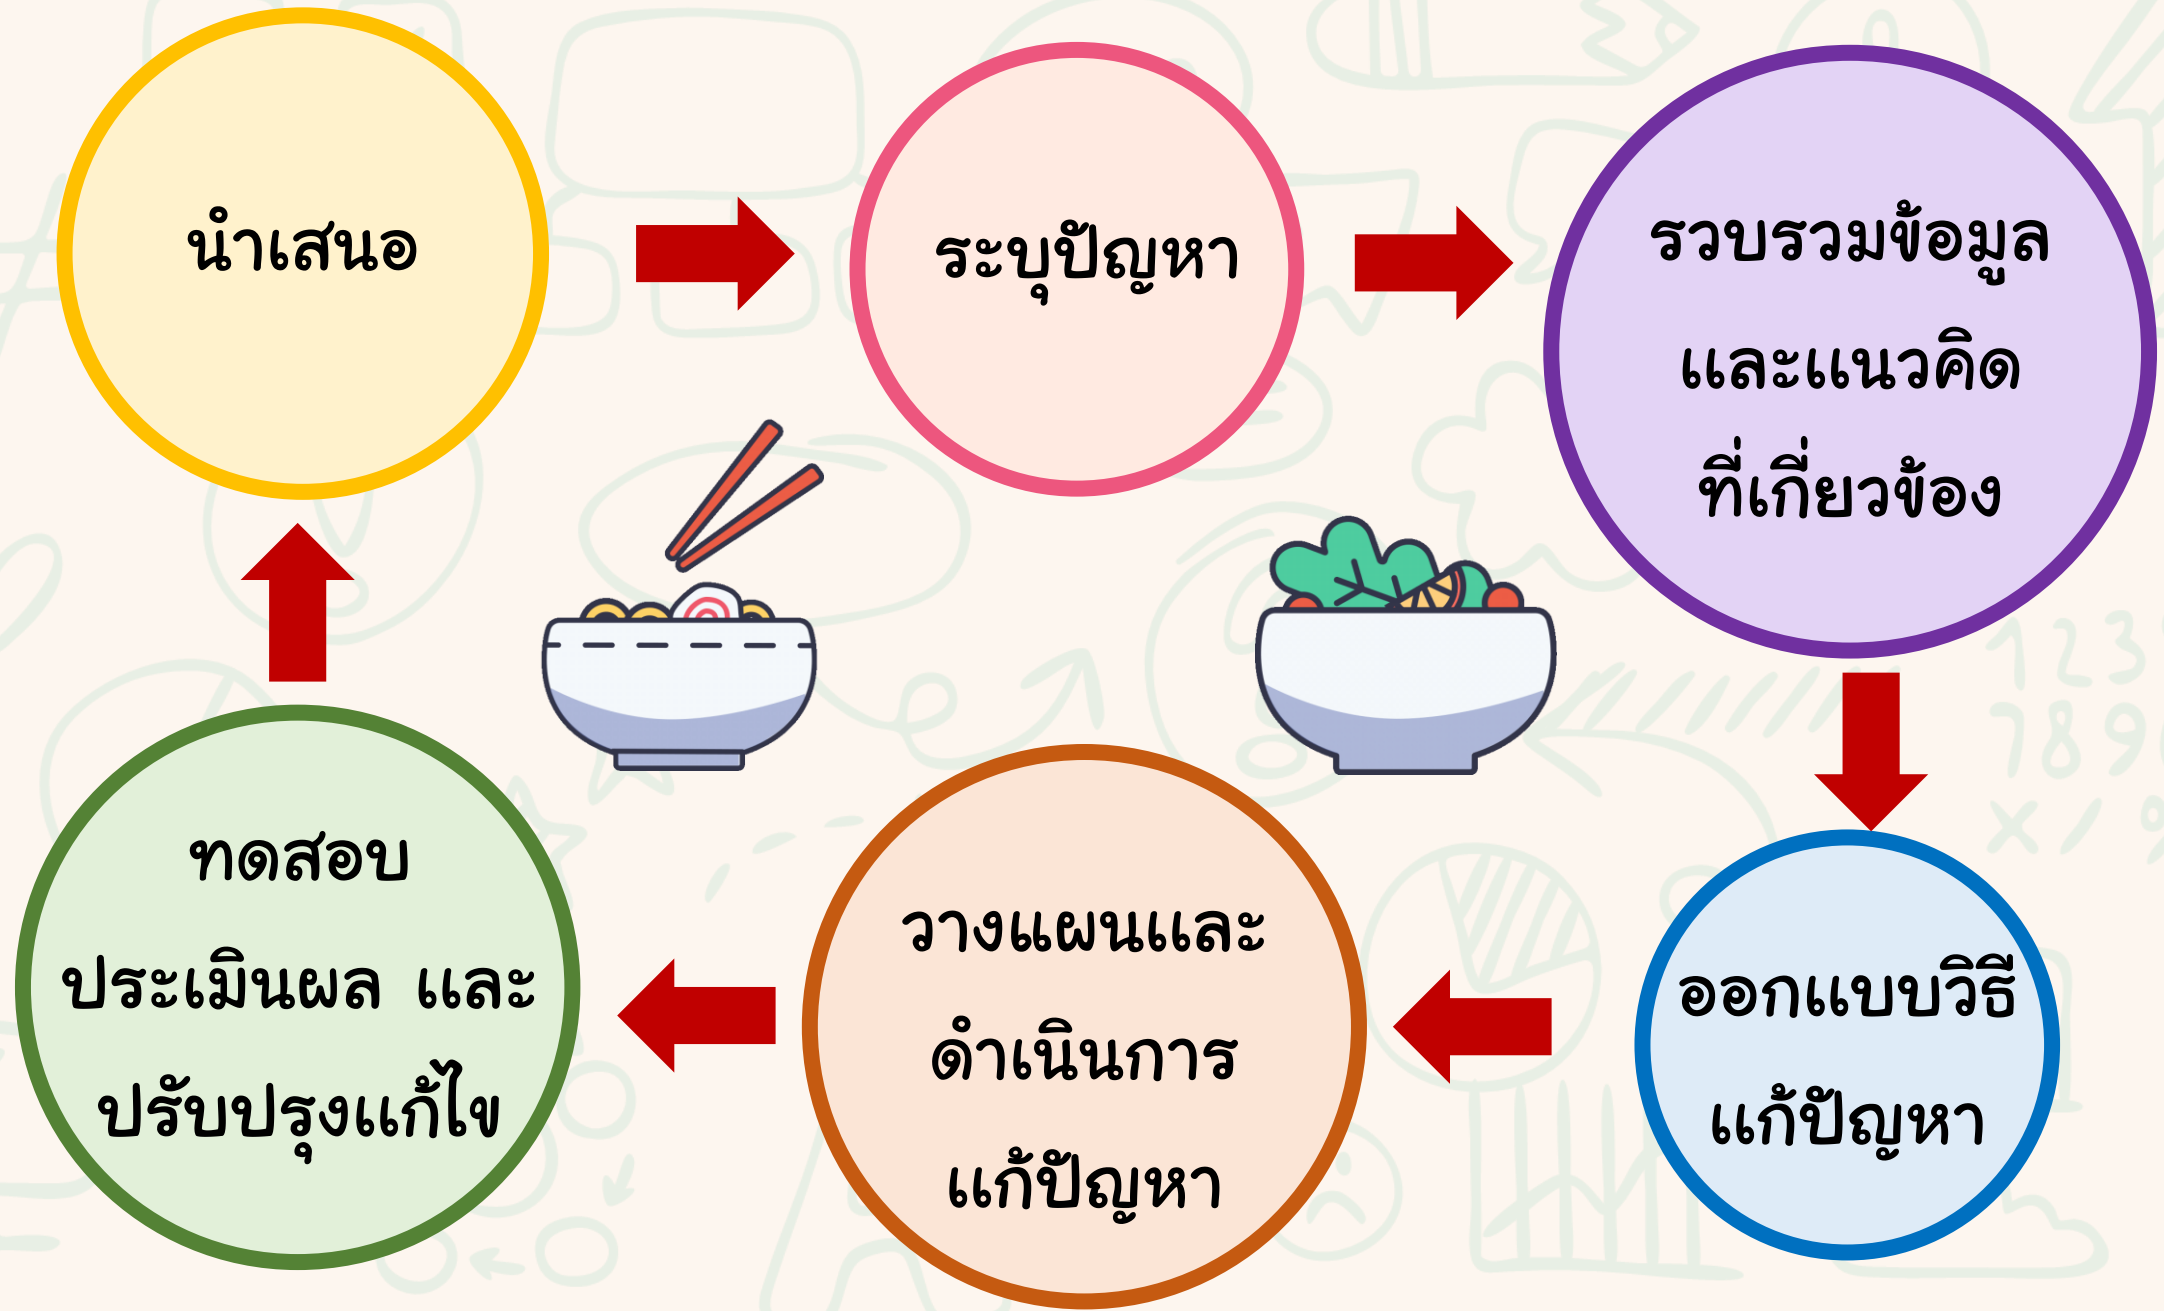 นำเสนอ
ระบุปัญหา
รวบรวมข้อมูล
และแนวคิด
ที่เกี่ยวข้อง
ออกแบบวิธี
แก้ปัญหา
วางแผนและ
ดำเนินการ
แก้ปัญหา
ทดสอบ
ประเมินผล และ
ปรับปรุงแก้ไข